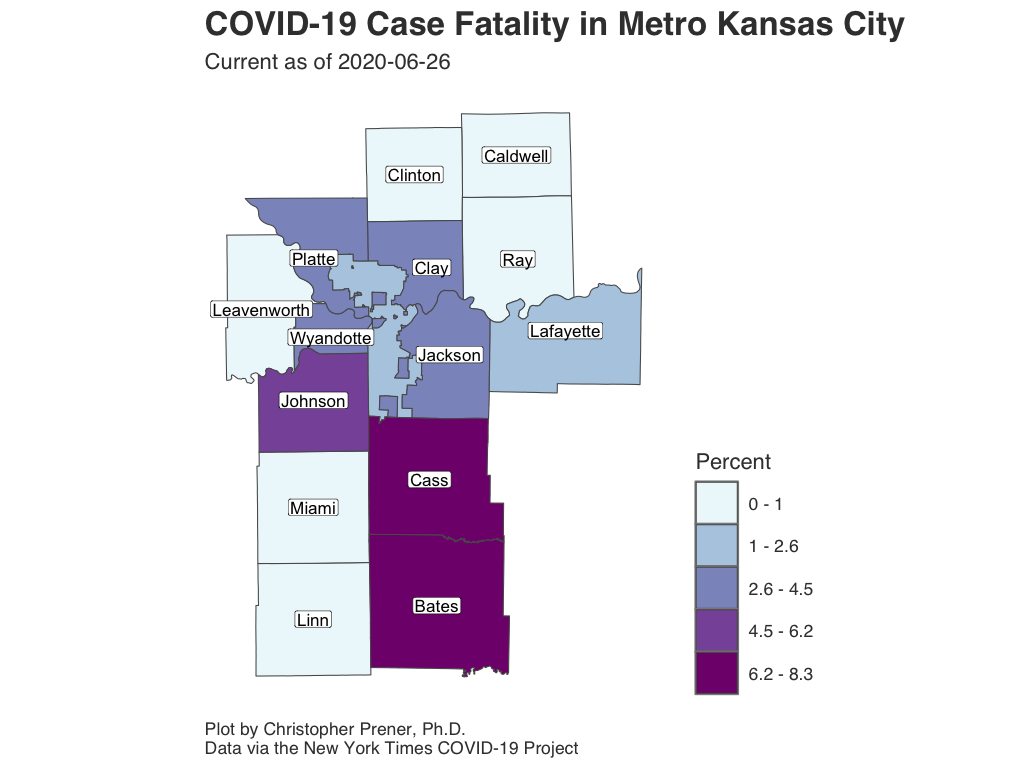 COVID-19 Case Fatality in Metro Kansas City
Current as of 2020-06-26
Caldwell
Clinton
Platte
Clay
Ray
Leavenworth
Wyandotte
Lafayette
Jackson
Johnson
Cass
Miami
Bates
Linn
Percent
0 - 1
1 - 2.6
2.6 - 4.5
4.5 - 6.2
6.2 - 8.3
Plot by Christopher Prener, Ph.D.
Data via the New York Times COVID-19 Project